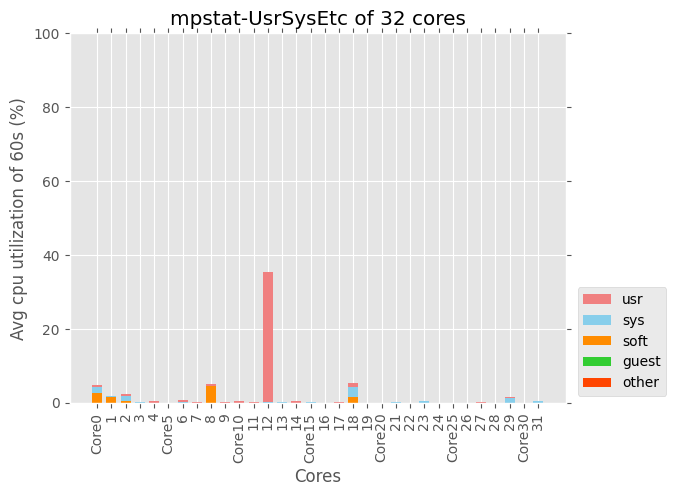 mpstat-UsrSysEtc of 32 cores
100
80
60
40
20
0
Avg cpu utilization of 60s (%)
Core0
1
2
3
4
Core5
6
7
8
9
Core10
11
12
13
14
Core15
16
17
18
19
Core20
21
22
23
24
Core25
26
27
28
29
Core30
31
Cores
usr
sys
soft
guest
other